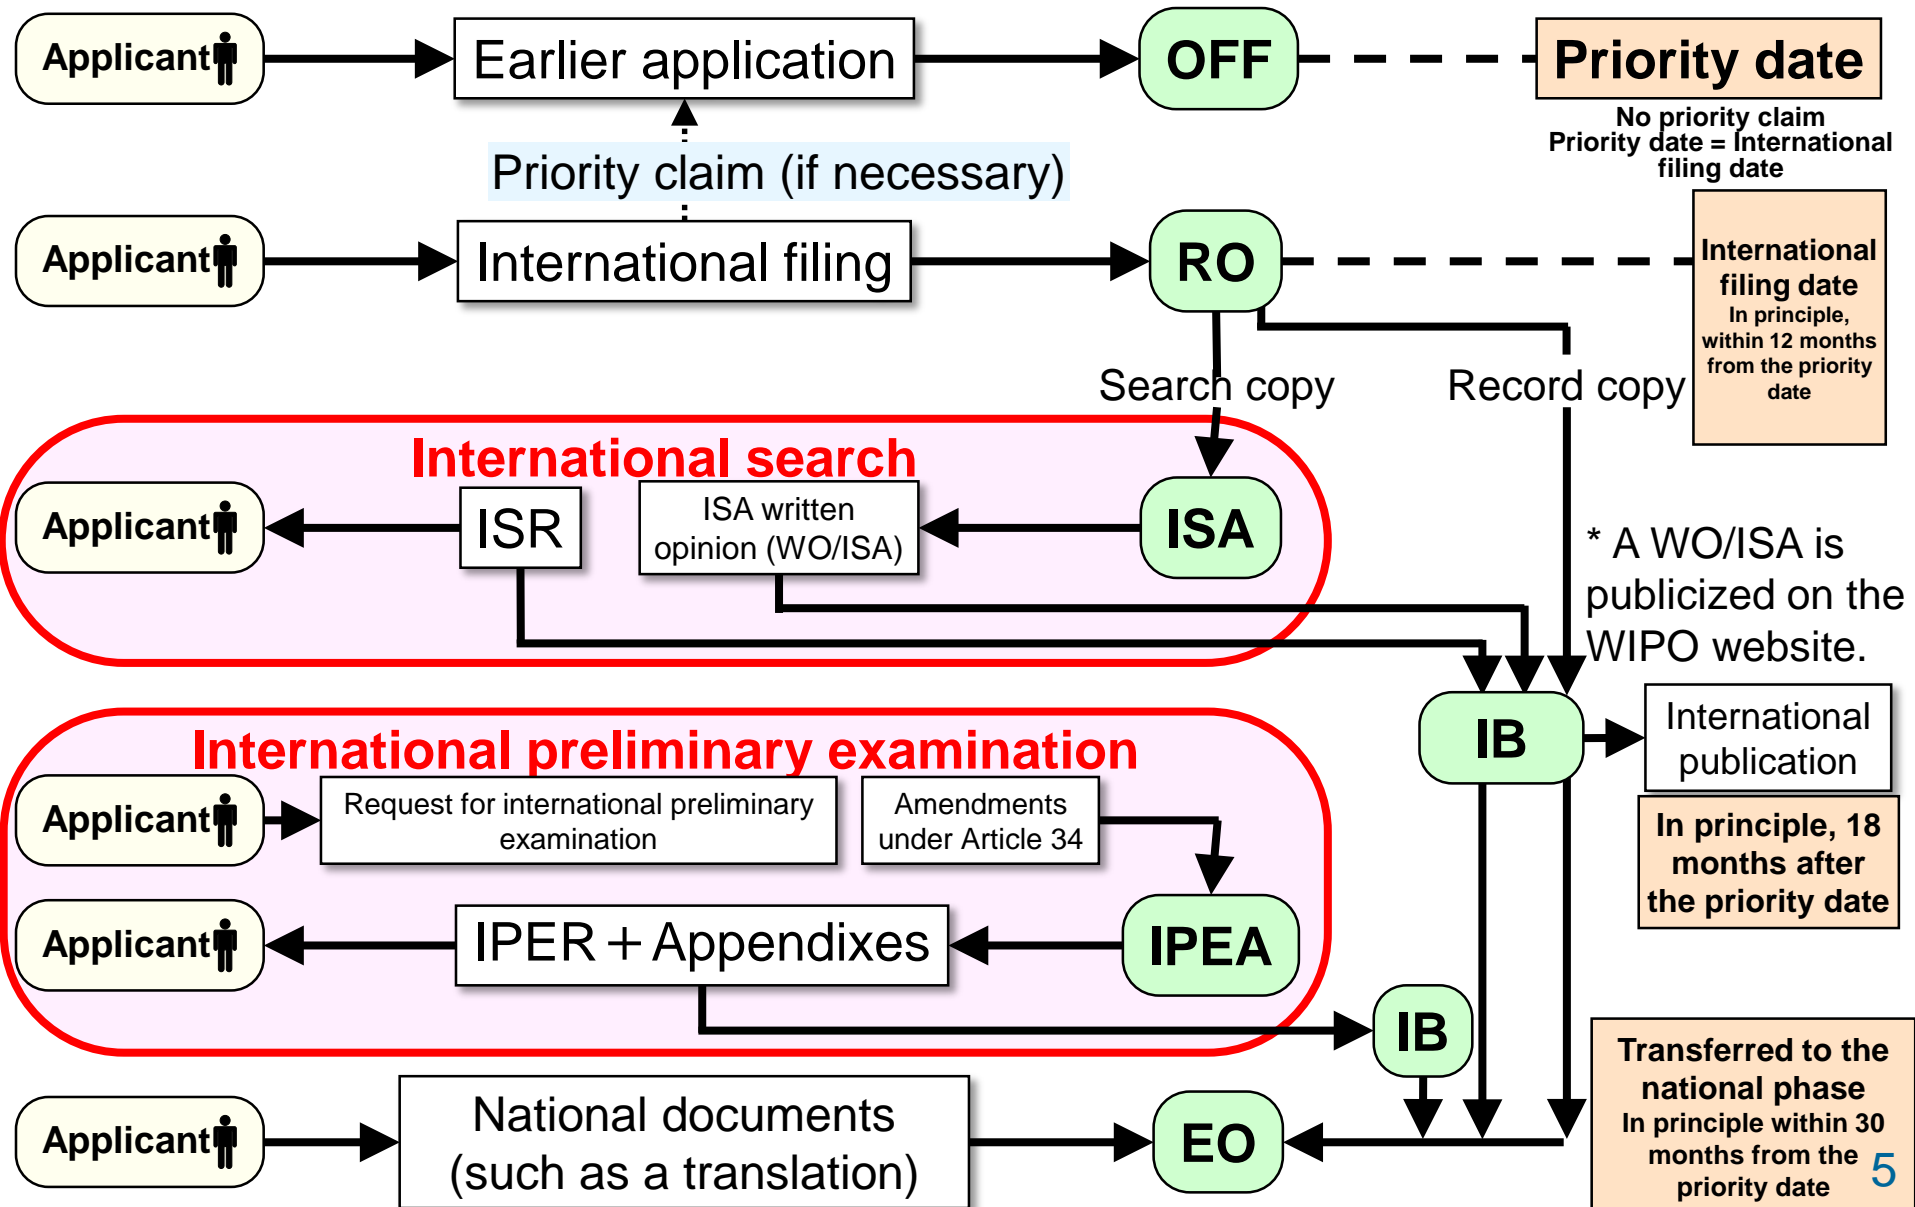 Applicant
Earlier application
OFF
Priority date
No priority claim
Priority date = International
filing date
Priority claim (if necessary)
Applicant
International filing
RO
International
filing date
In principle,
within 12 months
from the priority
date
Search copy
Record copy
International search
Applicant
ISR
ISA written
opinion (WO/ISA)
ISA
* A WO/ISA is
publicized on the
WIPO website.
IB
International
publication
In principle, 18
months after
the priority date
International preliminary examination
Applicant
Request for international preliminary
examination
Amendments
under Article 34
Applicant
IPER＋Appendixes
IPEA
IB
Applicant
National documents
(such as a translation)
EO
Transferred to the
national phase
In principle within 30
months from the
priority date
5